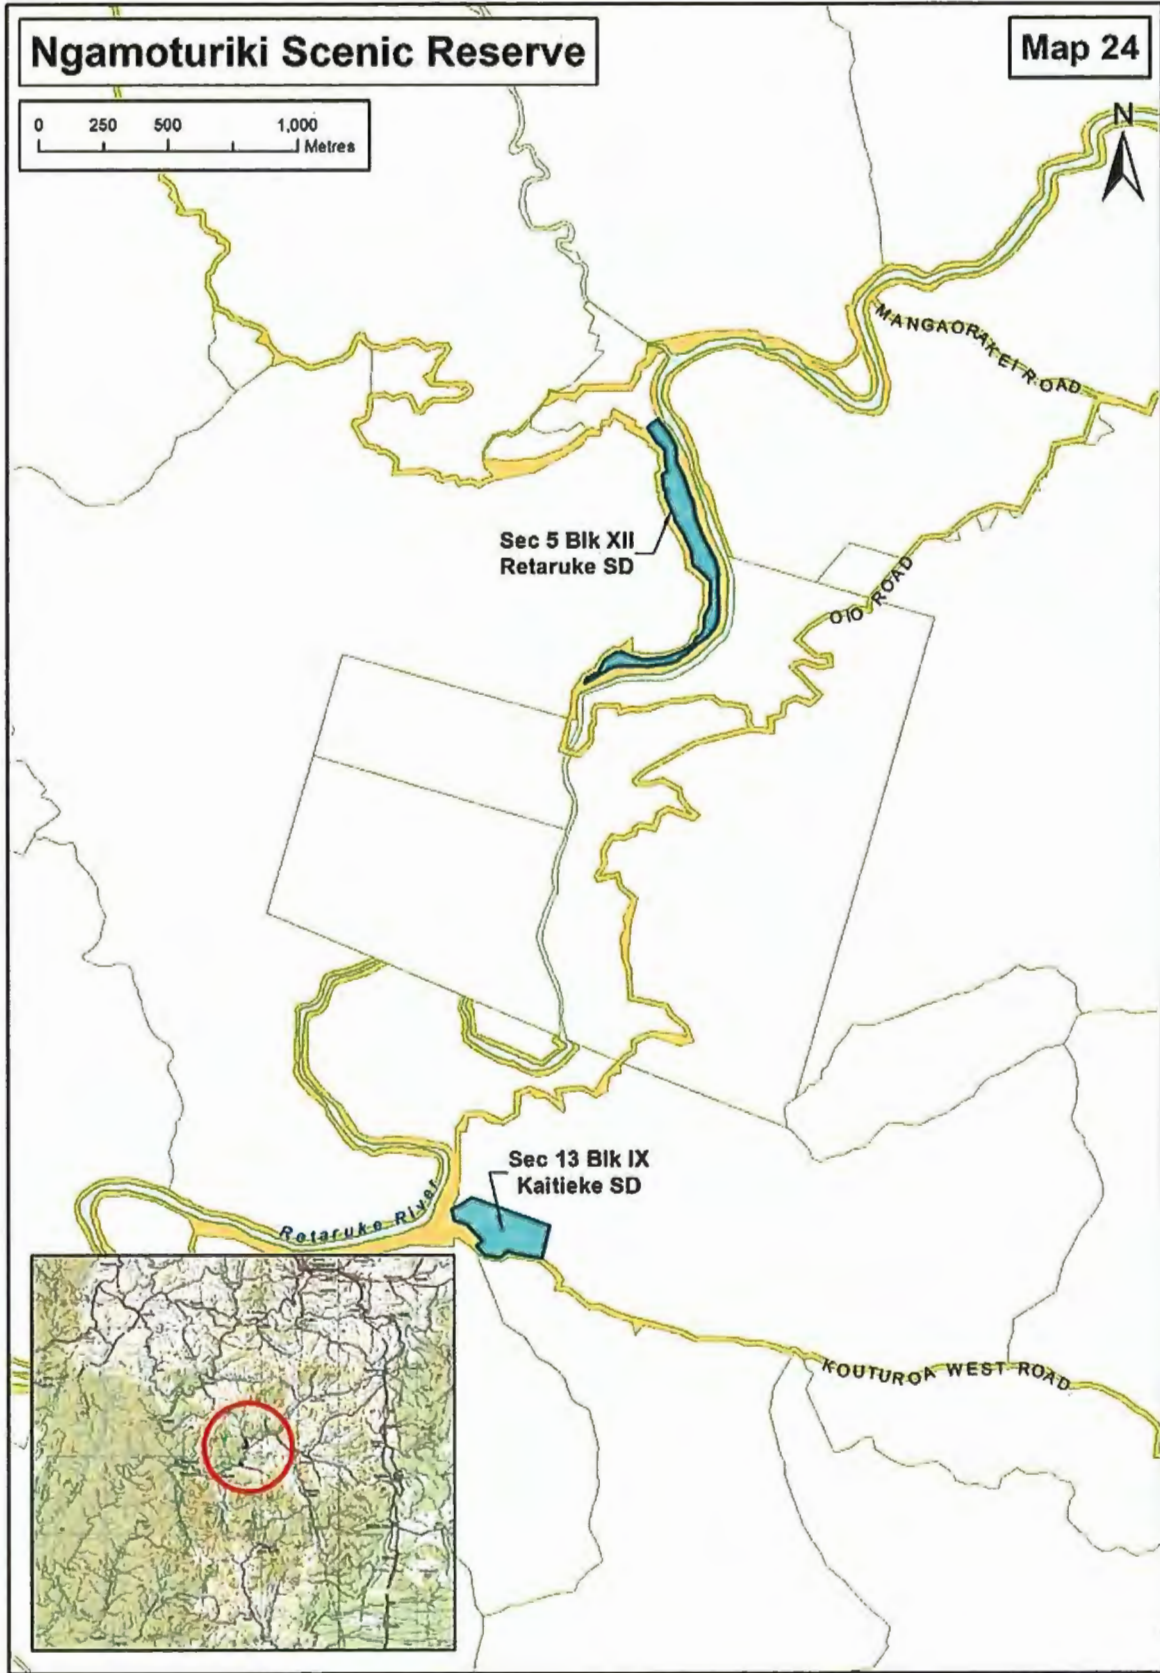 Ngamoturiki Scenic Reserve
Map 24
0 250 500 1,000
Metres
N
MANGAORAKEI ROAD
Sec 5 Blk XII
Retaruke SD
OIO ROAD
Sec 13 Blk IX
Kaitieke SD
Retaruke River
KOUTUROA WEST ROAD